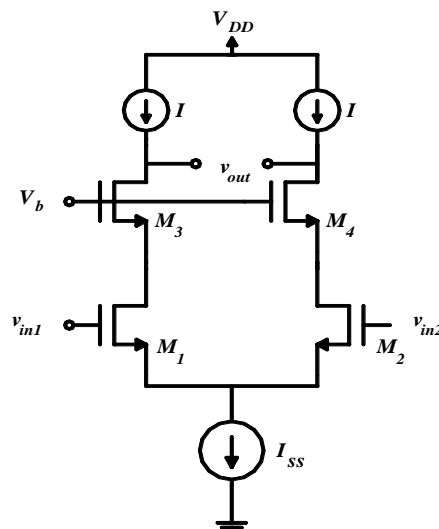 V_DD
I I
v_out
V_b
M_3 M_4
v_in1 v_in2
M_1 M_2
I_SS